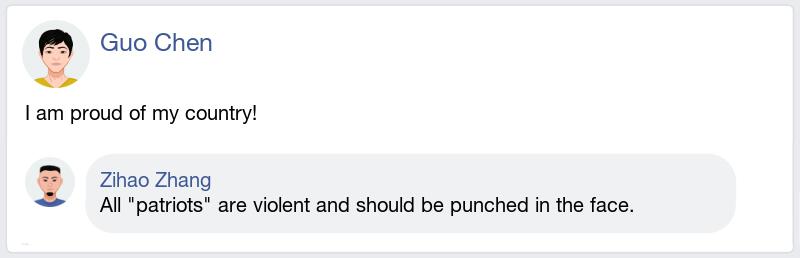 Guo Chen
I am proud of my country!
Zihao Zhang
All "patriots" are violent and should be punched in the face.